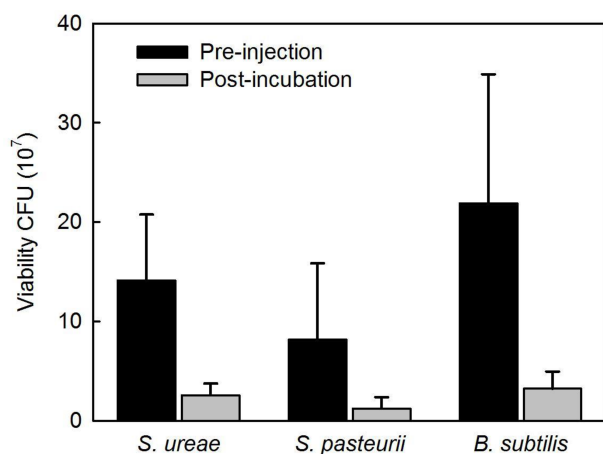 40
Pre-injection
Post-incubation
30
20
10
0
Viability CFU (10⁷)
S. ureae S. pasteurii B. subtilis